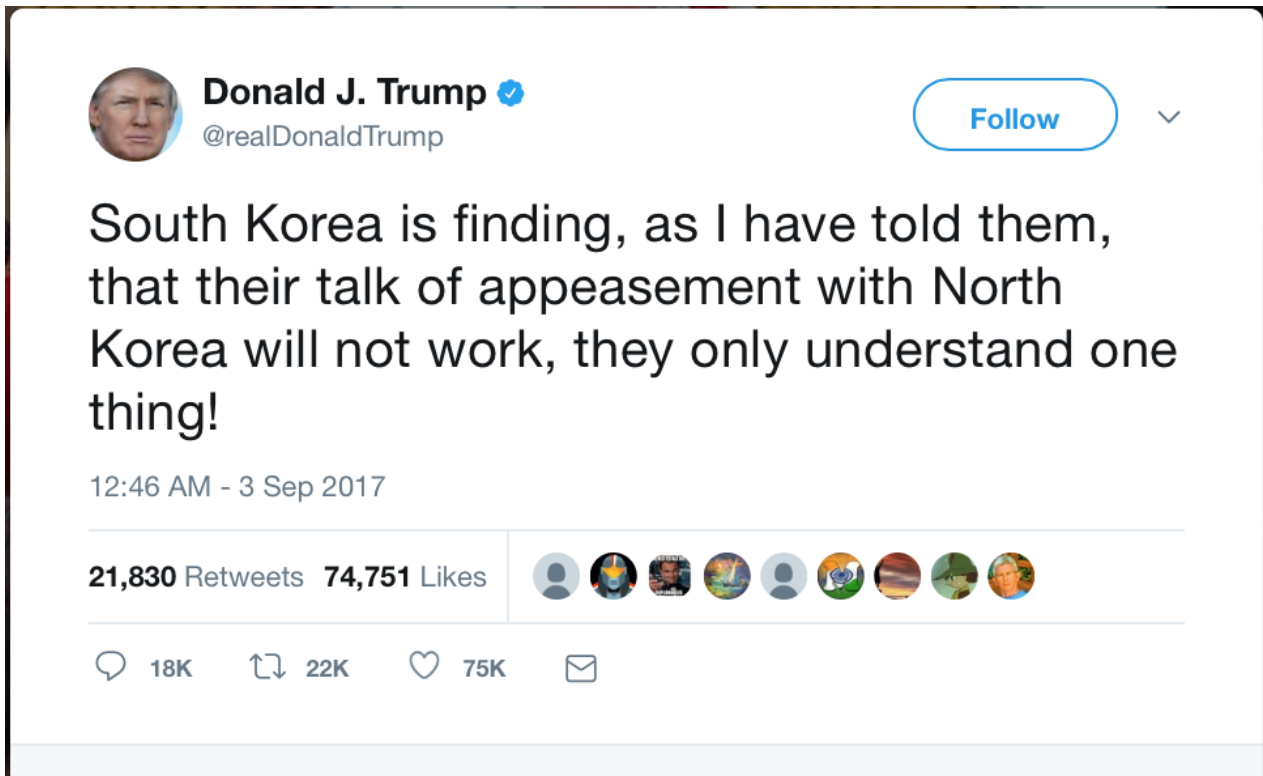 Donald J. Trump
@realDonaldTrump
Follow
South Korea is finding, as I have told them,
that their talk of appeasement with North
Korea will not work, they only understand one
thing!
12:46 AM - 3 Sep 2017
21,830 Retweets 74,751 Likes
18K 22K 75K